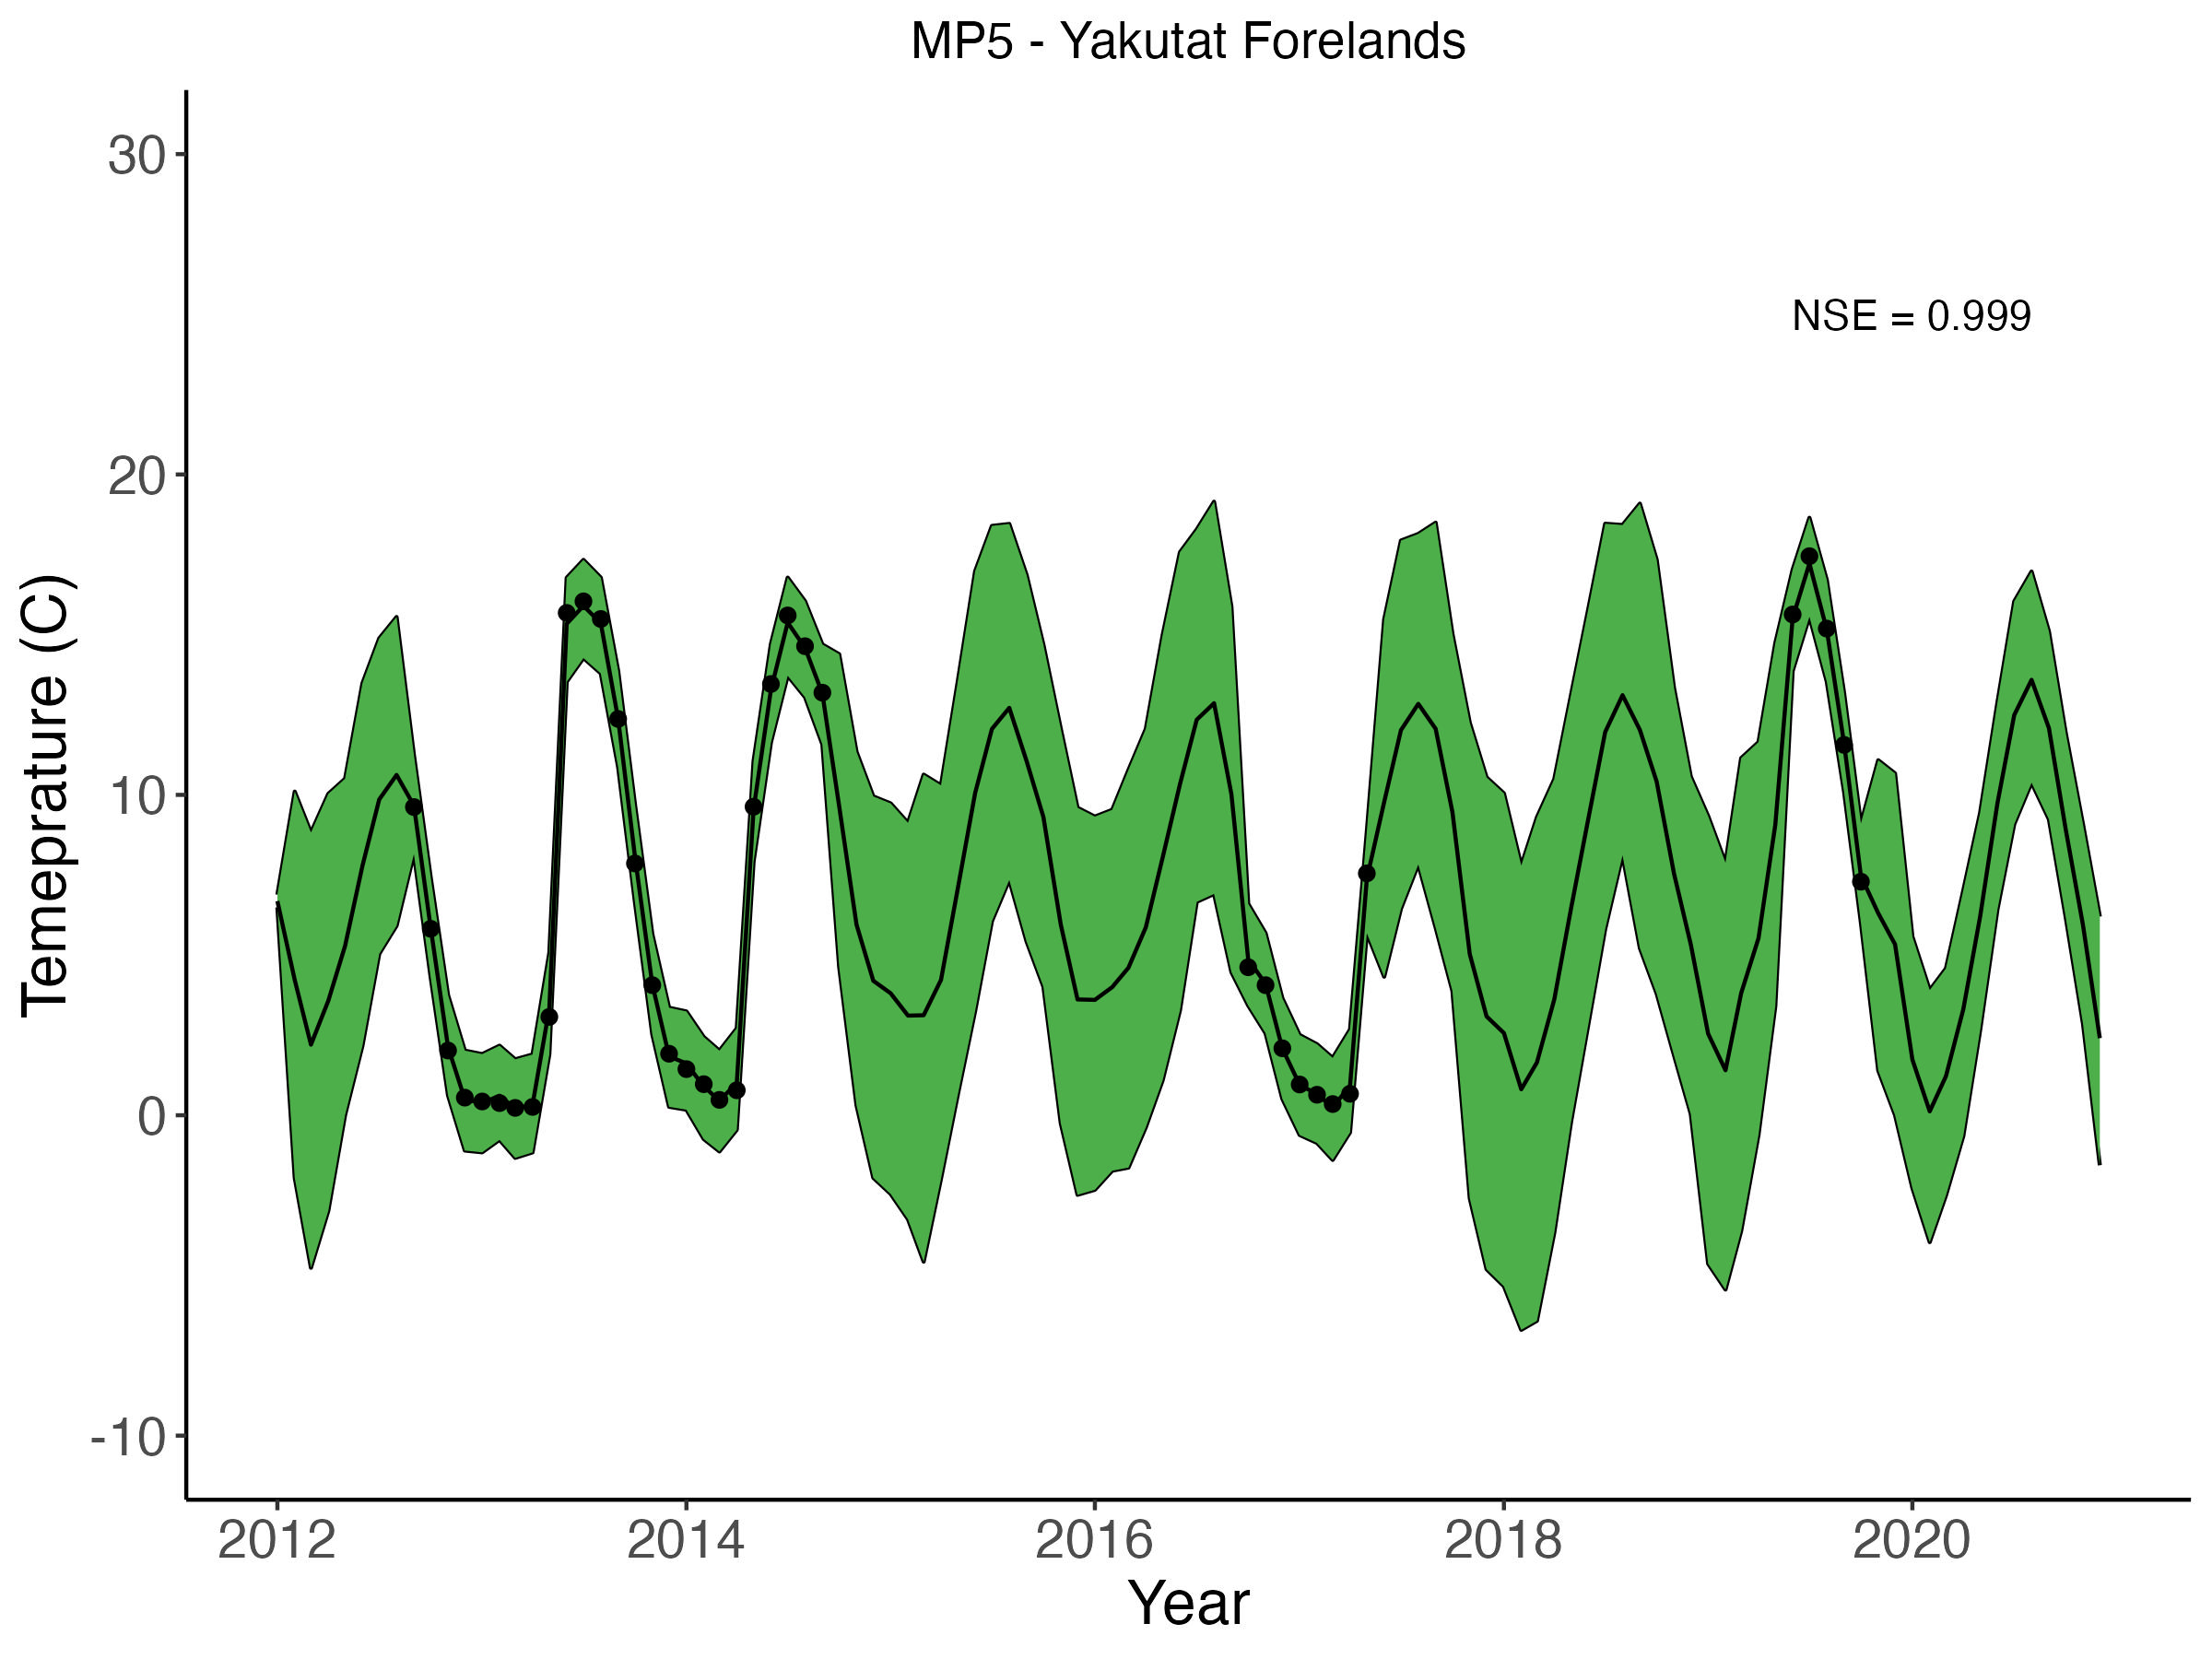 MP5 - Yakutat Forelands
NSE = 0.999
Temeprature (C)
30
20
10
0
-10
2012 2014 2016 2018 2020
Year